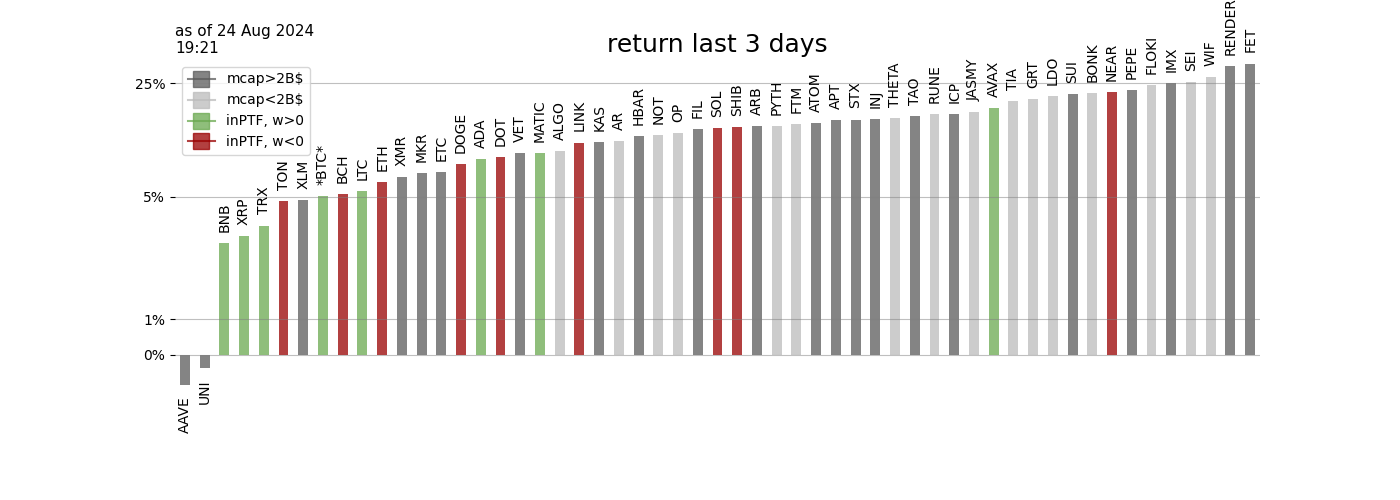 as of 24 Aug 2024
19:21
return last 3 days
mcap>2B$
mcap<2B$
inPTF, w>0
inPTF, w<0
25%
5%
1%
0%
AAVE
UNI
BNB
XRP
TRX
TON
XLM
*BTC*
BCH
LTC
ETH
XMR
MKR
ETC
DOGE
ADA
DOT
VET
MATIC
ALGO
LINK
KAS
AR
HBAR
NOT
OP
FIL
SOL
SHIB
ARB
PYTH
FTM
ATOM
APT
STX
INJ
THETA
TAO
RUNE
ICP
JASMY
AVAX
TIA
GRT
LDO
SUI
BONK
NEAR
PEPE
FLOKI
IMX
SEI
WIF
RENDER
FET